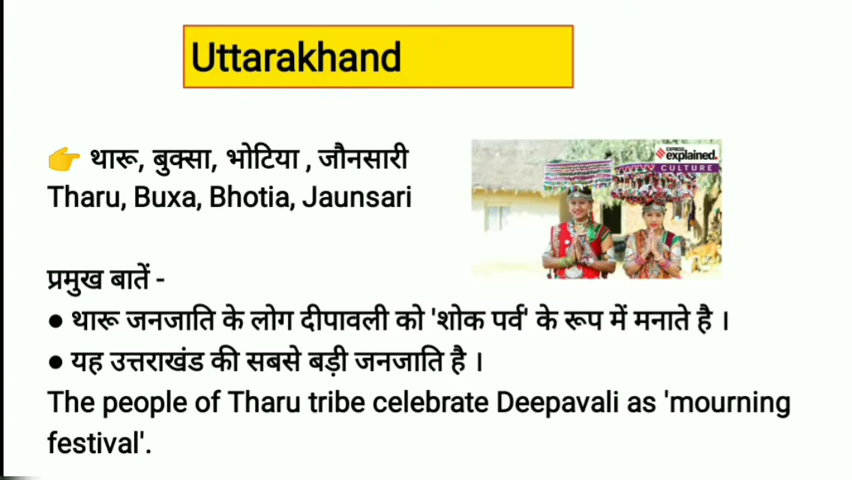 Uttarakhand
👉 थारू, बुक्सा, भोटिया , जौनसारी
Tharu, Buxa, Bhotia, Jaunsari
EXPRESS
explained.
CULTURE
प्रमुख बातें -
● थारू जनजाति के लोग दीपावली को 'शोक पर्व' के रूप में मनाते है ।
● यह उत्तराखंड की सबसे बड़ी जनजाति है ।
The people of Tharu tribe celebrate Deepavali as 'mourning
festival'.